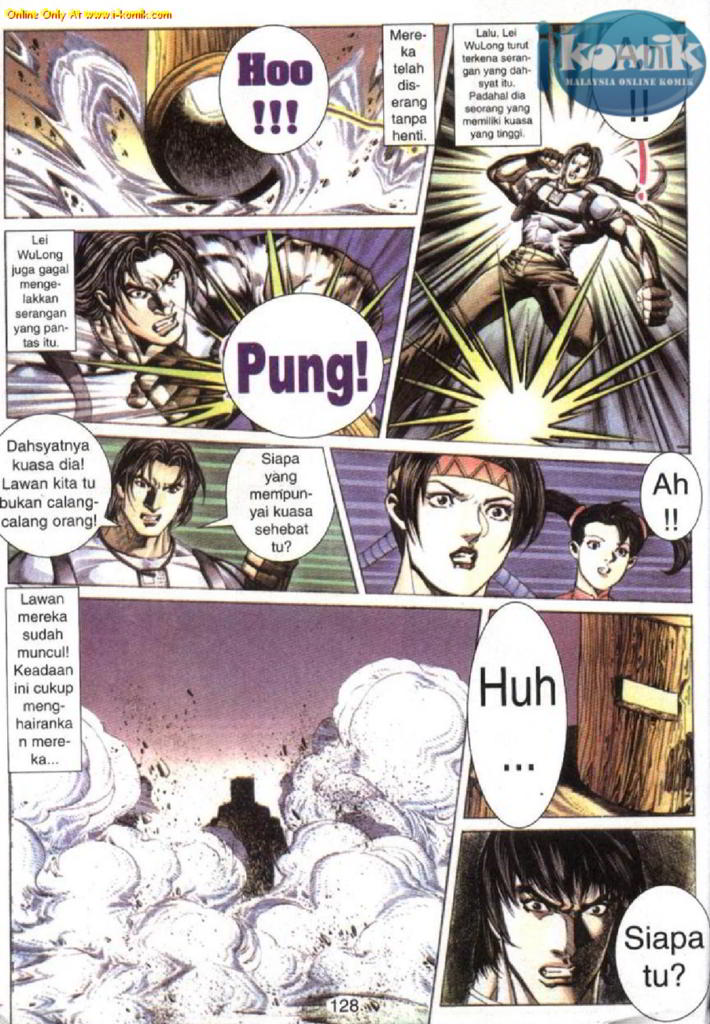 Online Only At www.i-komik.com
Hoo
!!!
Mere-
ka
telah
dis-
erang
tanpa
henti.
Lalu, Lei
WuLong turut
terkena seran-
gan yang dah-
syat itu.
Padahal dia
seorang yang
memiliki kuasa
yang tinggi.
Ah
!!
ikomik
MALAYSIA ONLINE KOMIK
Lei
WuLong
juga gagal
menge-
lakkan
serangan
yang pan-
tas itu.
Pung!
Dahsyatnya
kuasa dia!
Lawan kita tu
bukan calang-
calang orang!
Siapa
yang
mempun-
yai kuasa
sehebat
tu?
Ah
!!
Lawan
mereka
sudah
muncul!
Keadaan
ini cukup
meng-
hairanka
n mere-
ka...
Huh
...
Siapa
tu?
128